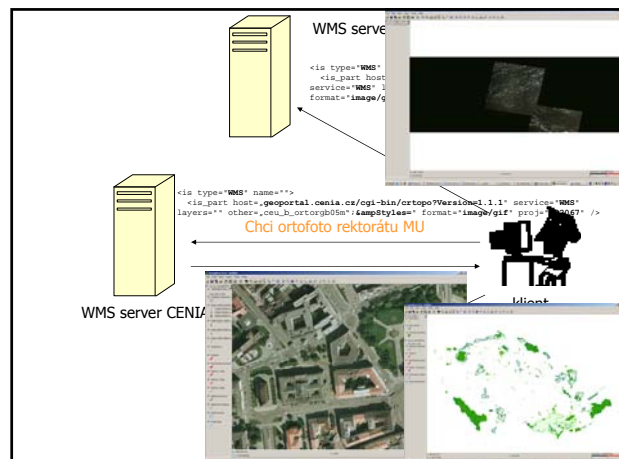 WMS serve
<is type="WMS"
<is_part host
service="WMS" l
format="image/g
<is type="WMS" name="">
<is_part host=„geoportal.cenia.cz/cgi-bin/crtopo?Version=1.1.1" service="WMS"
layers="" other=„ceu_b_ortorgb05m";&ampStyles=" format="image/gif" proj=" 2067" />
Chci ortofoto rektorátu MU
WMS server CENIA
klient